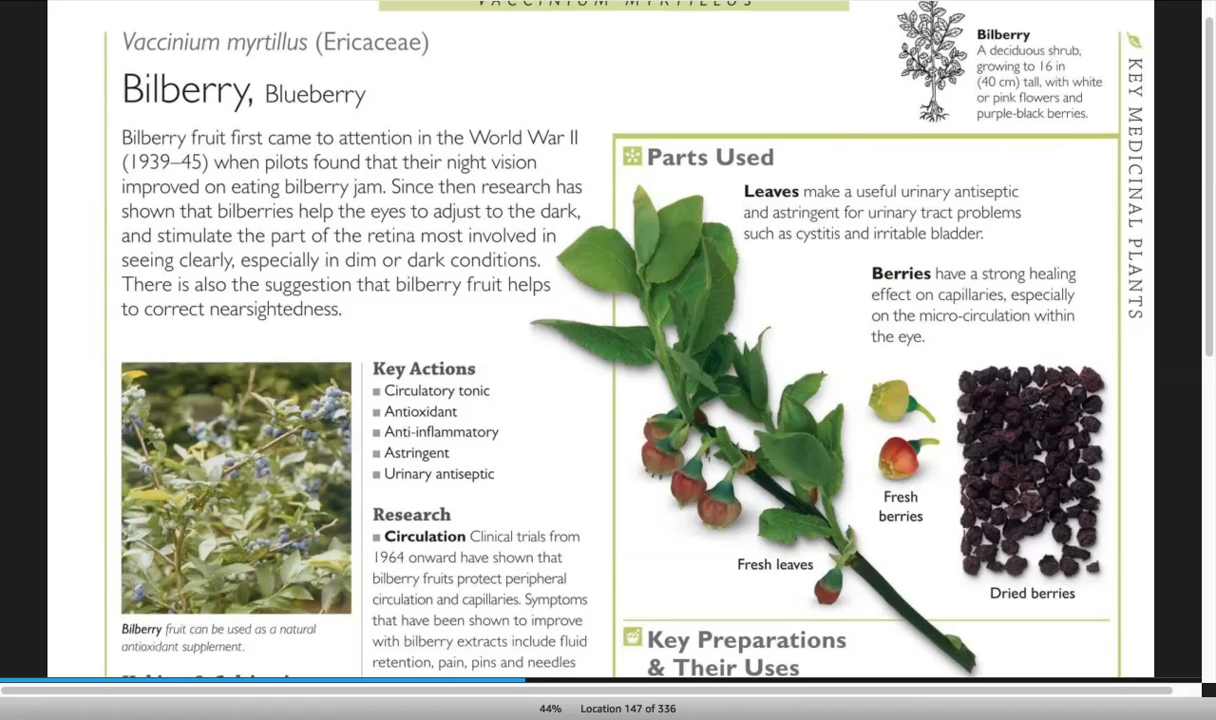 VACCINIUM MYRTILLUS
Vaccinium myrtillus (Ericaceae)
Bilberry, Blueberry
Bilberry fruit first came to attention in the World War II
(1939–45) when pilots found that their night vision
improved on eating bilberry jam. Since then research has
shown that bilberries help the eyes to adjust to the dark,
and stimulate the part of the retina most involved in
seeing clearly, especially in dim or dark conditions.
There is also the suggestion that bilberry fruit helps
to correct nearsightedness.
Bilberry fruit can be used as a natural
antioxidant supplement.
Key Actions
Circulatory tonic
Antioxidant
Anti-inflammatory
Astringent
Urinary antiseptic
Research
Circulation Clinical trials from
1964 onward have shown that
bilberry fruits protect peripheral
circulation and capillaries. Symptoms
that have been shown to improve
with bilberry extracts include fluid
retention, pain, pins and needles
Bilberry
A deciduous shrub,
growing to 16 in
(40 cm) tall, with white
or pink flowers and
purple-black berries.
KEY MEDICINAL PLANTS
Parts Used
Leaves make a useful urinary antiseptic
and astringent for urinary tract problems
such as cystitis and irritable bladder.
Berries have a strong healing
effect on capillaries, especially
on the micro-circulation within
the eye.
Fresh
berries
Fresh leaves
Dried berries
Key Preparations
& Their Uses
44% Location 147 of 336